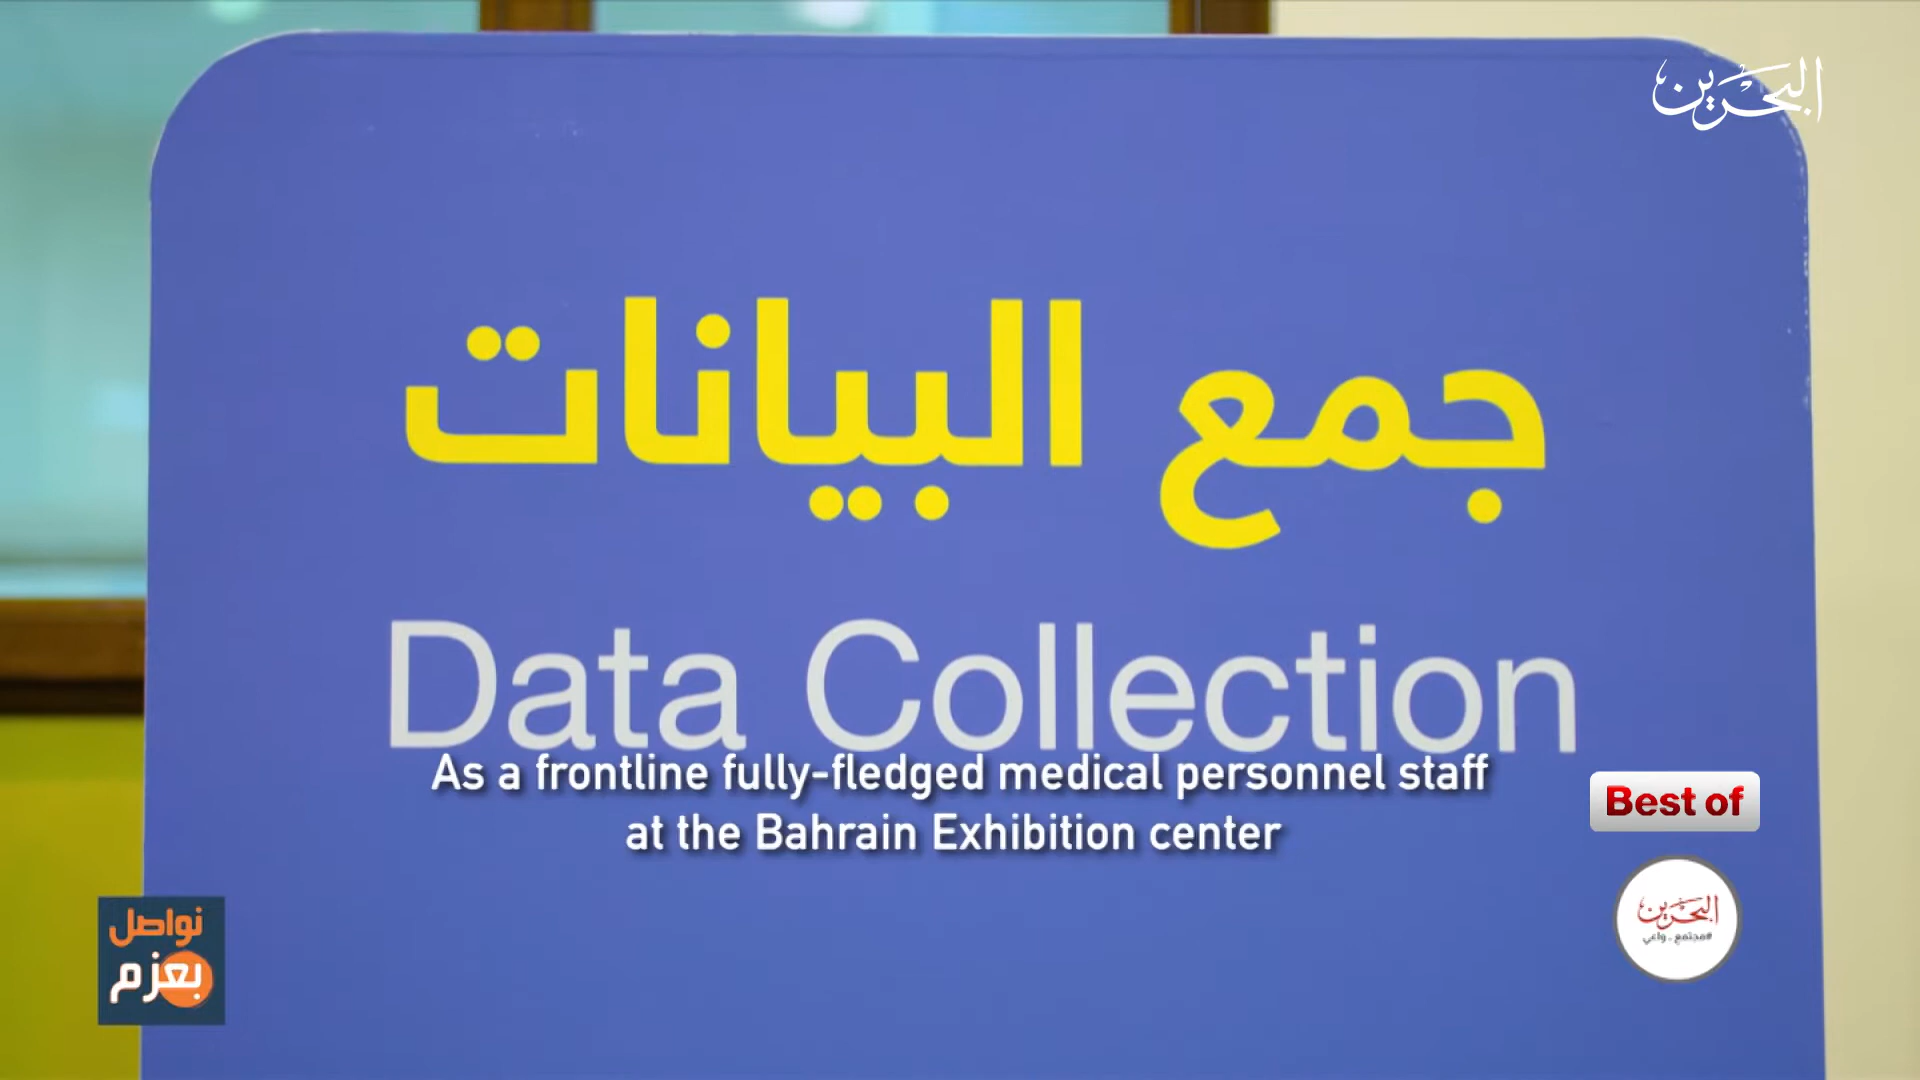 البحرين
جمع البيانات
Data Collection
As a frontline fully-fledged medical personnel staff
at the Bahrain Exhibition center
Best of
نواصل
بعزم
البحرين
#مجتمع_واعي